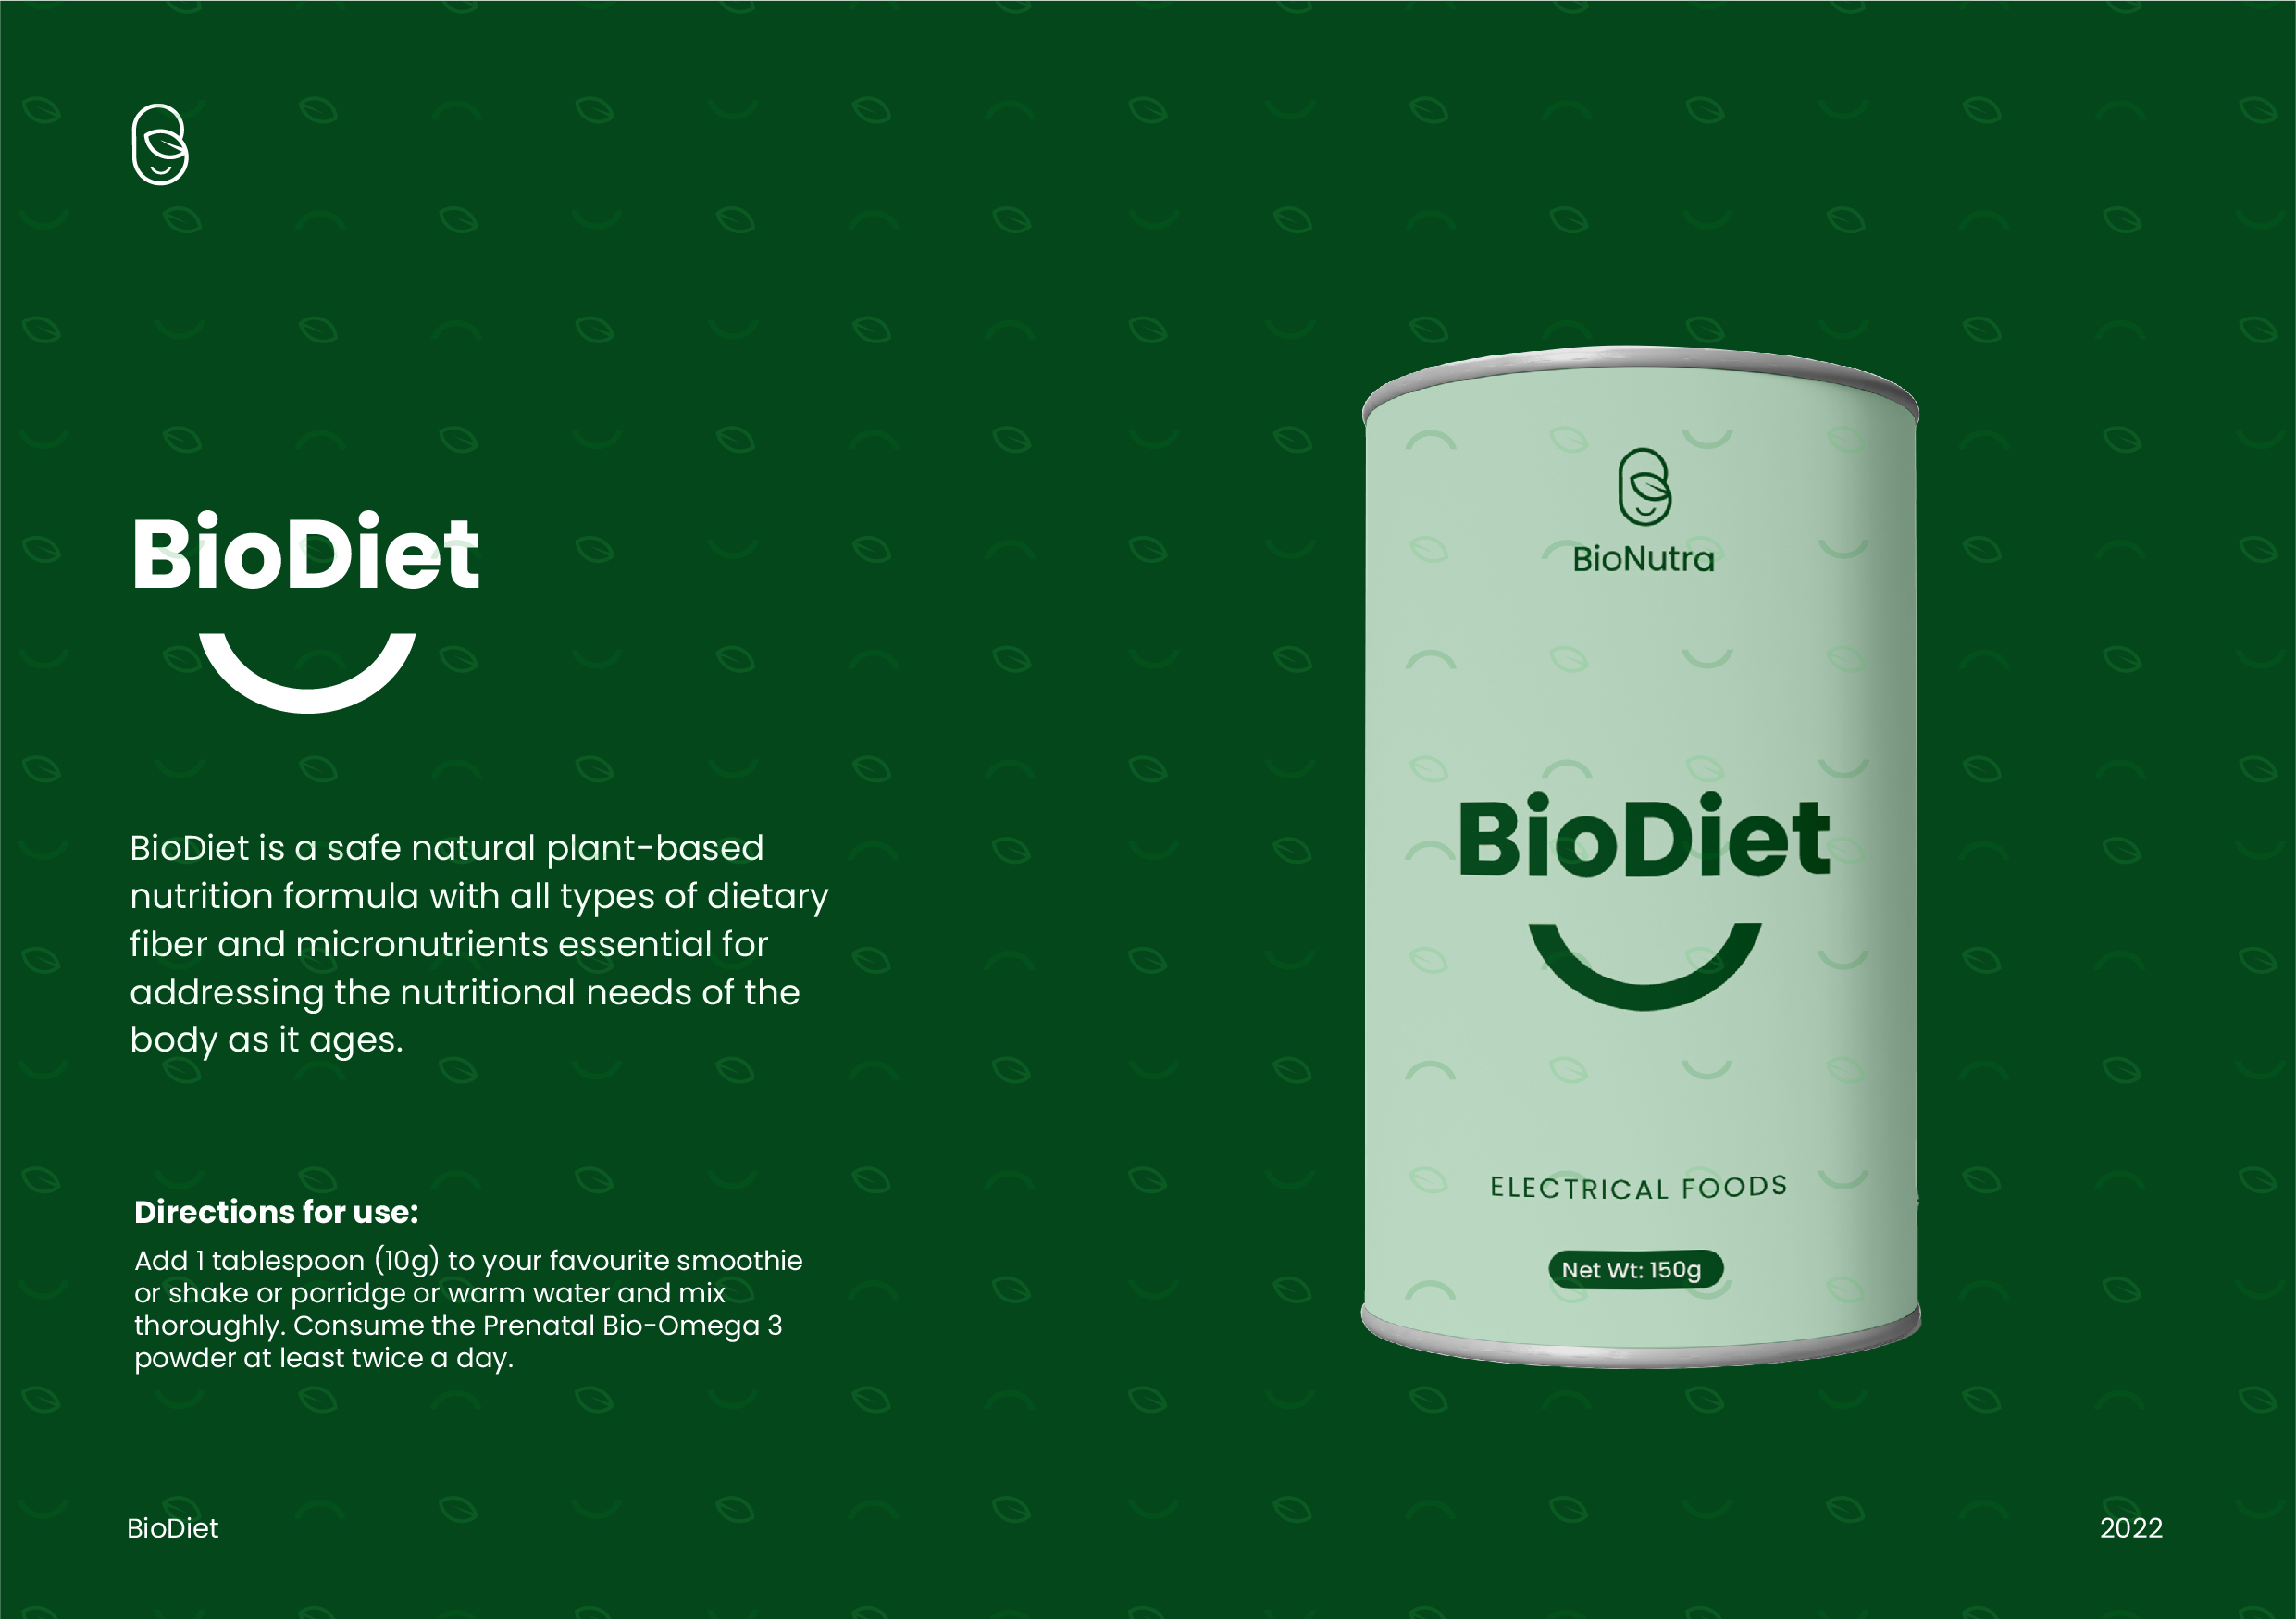 BioDiet
BioDiet is a safe natural plant-based
nutrition formula with all types of dietary
fiber and micronutrients essential for
addressing the nutritional needs of the
body as it ages.
Directions for use:
Add 1 tablespoon (10g) to your favourite smoothie
or shake or porridge or warm water and mix
thoroughly. Consume the Prenatal Bio-Omega 3
powder at least twice a day.
BioNutra
BioDiet
ELECTRICAL FOODS
Net Wt: 150g
BioDiet
2022